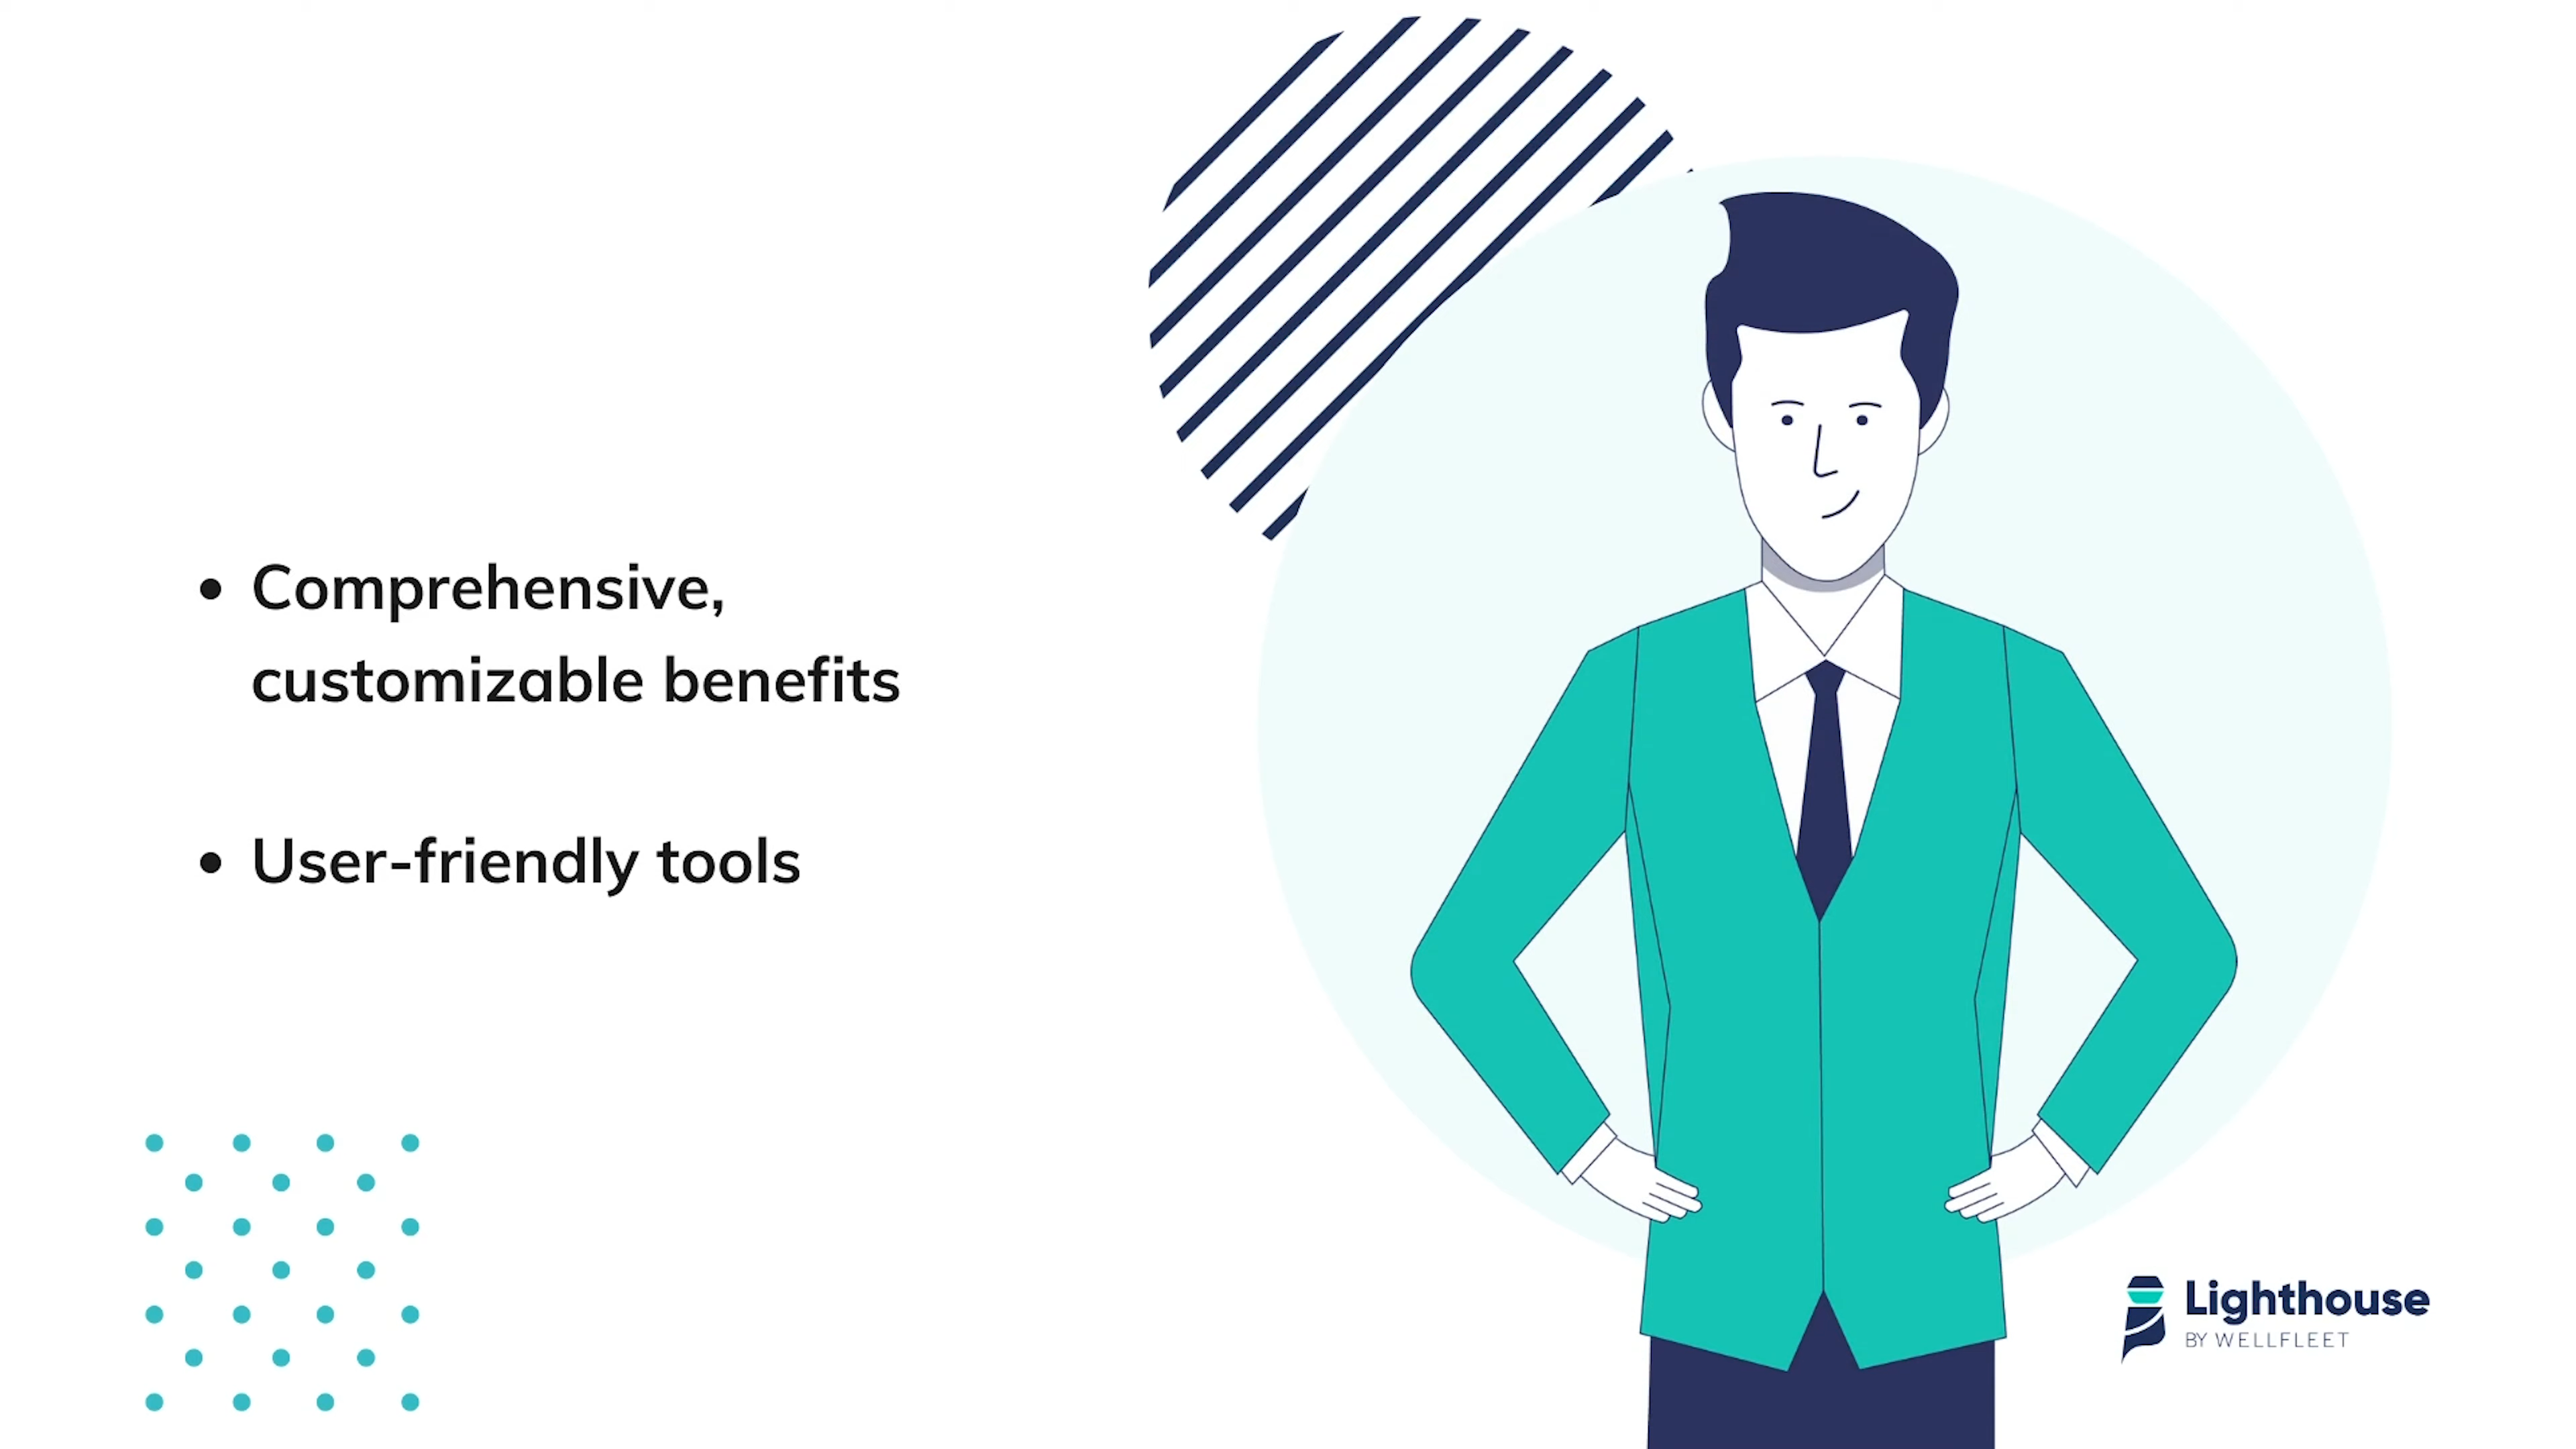 • Comprehensive,
customizable benefits
• User-friendly tools
Lighthouse
BY WELLFLEET